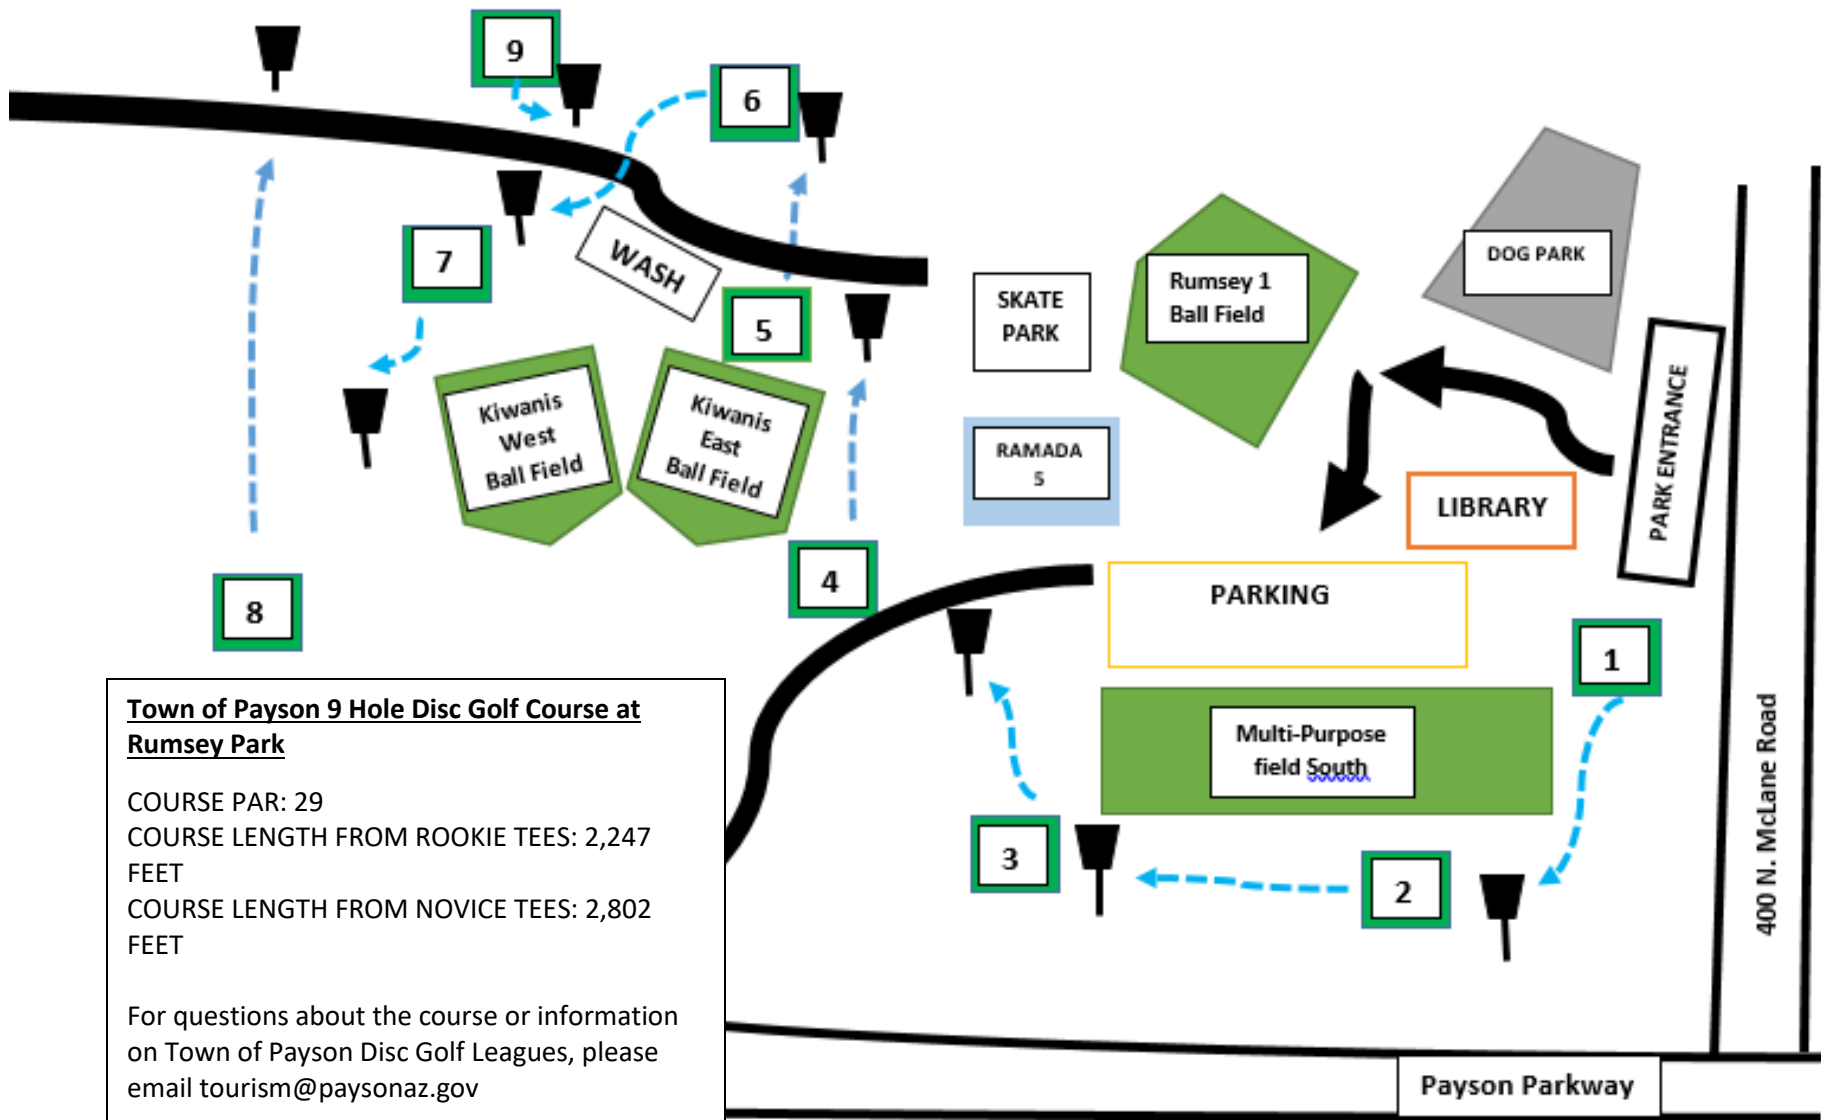 9
6
7
WASH
5
SKATE
PARK
Rumsey 1
Ball Field
DOG PARK
Kiwanis
West
Ball Field
Kiwanis
East
Ball Field
RAMADA
5
LIBRARY
PARK ENTRANCE
8
4
PARKING
1
Multi-Purpose
field South
3
2
400 N. McLane Road
Town of Payson 9 Hole Disc Golf Course at
Rumsey Park
COURSE PAR: 29
COURSE LENGTH FROM ROOKIE TEES: 2,247
FEET
COURSE LENGTH FROM NOVICE TEES: 2,802
FEET
For questions about the course or information
on Town of Payson Disc Golf Leagues, please
email tourism@paysonaz.gov
Payson Parkway